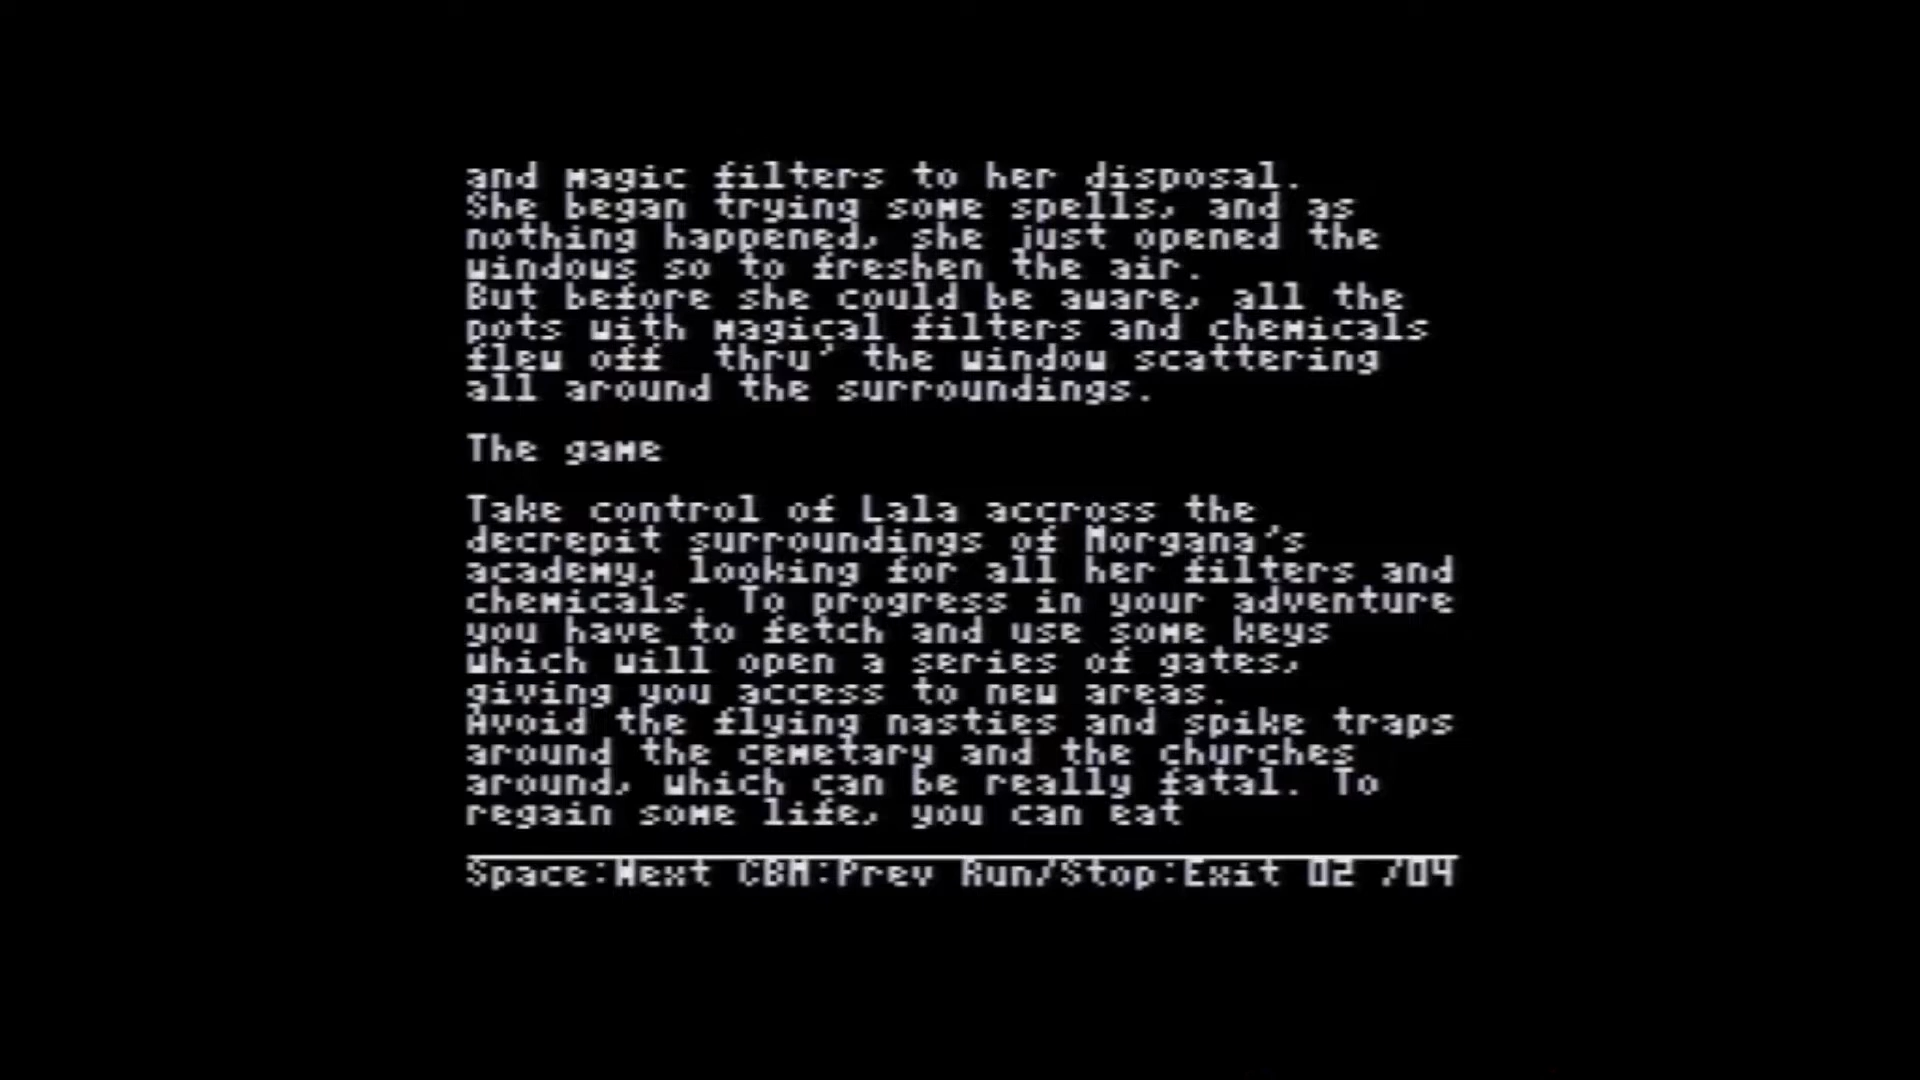 and magic filters to her disposal.
She began trying some spells, and as
nothing happened, she just opened the
windows so to freshen the air.
But before she could be aware, all the
pots with magical filters and chemicals
flew off  thru' the window scattering
all around the surroundings.
The game
Take control of Lala accross the
decrepit surroundings of Morgana's
academy, looking for all her filters and
chemicals. To progress in your adventure
you have to fetch and use some keys
which will open a series of gates,
giving you access to new areas.
Avoid the flying nasties and spike traps
around the cemetary and the churches
around, which can be really fatal. To
regain some life, you can eat
Space:Next CBM:Prev Run/Stop:Exit 02 /04